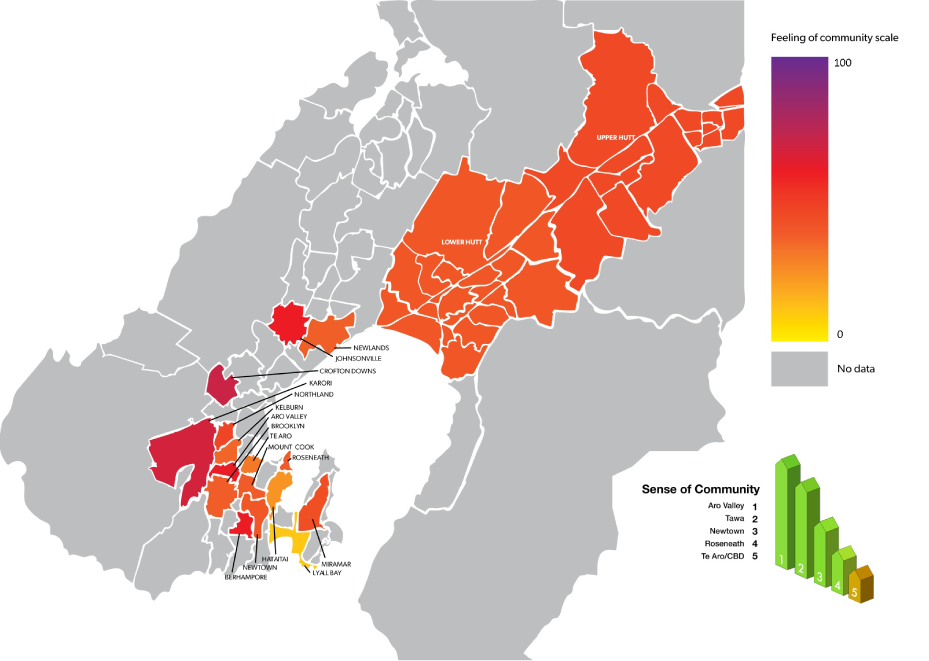 Feeling of community scale
100
0
No data
UPPER HUTT
LOWER HUTT
NEWLANDS
JOHNSONVILLE
CROFTON DOWNS
KARORI
NORTHLAND
KELBURN
ARO VALLEY
BROOKLYN
TE ARO
MOUNT COOK
ROSENEATH
HATAITAI
MIRAMAR
NEWTOWN
LYALL BAY
BERHAMPORE
Sense of Community
Aro Valley 1
Tawa 2
Newtown 3
Roseneath 4
Te Aro/CBD 5
1
2
3
4
5